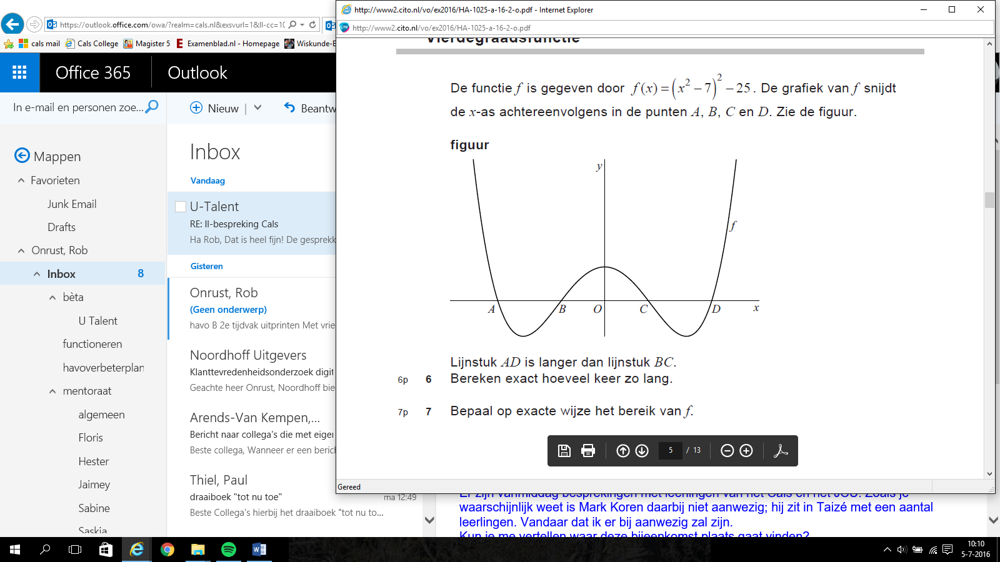 http://www2.cito.nl/vo/ex2016/HA-1025-a-16-2-o.pdf - Internet Explorer
https://outlook.office.com/owa/?realm=cals.nl&exsvurl=1&ll-cc=10
http://www2.cito.nl/vo/ex2016/HA-1025-a-16-2-o.pdf
cals mail
Cals College
Magister 5
Examenblad.nl - Homepage
Wiskunde-E
Office 365
Outlook
In e-mail en personen zoe...
Nieuw
Beantw
Mappen
Favorieten
Junk Email
Drafts
Onrust, Rob
Inbox 8
bèta
U Talent
functioneren
havoverbeterplan
mentoraat
algemeen
Floris
Hester
Jaimey
Sabine
Saskia
Inbox
Vandaag
U-Talent
RE: II-bespreking Cals
Ha Rob, Dat is heel fijn! De gesprekk
Gisteren
Onrust, Rob
(Geen onderwerp)
havo B 2e tijdvak uitprinten Met vrie
Noordhoff Uitgevers
Klanttevredenheidsonderzoek digit
Geachte heer Onrust, Noordhoff bie
Arends-Van Kempen,...
Bericht naar collega's die met eiger
Beste collega, Wanneer er een berich
Thiel, Paul
draaiboek "tot nu toe" ma 12:49
Beste Collega's hierbij het draaiboek "tot nu to...
Vierdegraadsfunctie
De functie f is gegeven door f(x) = (x² − 7)² − 25. De grafiek van f snijdt
de x-as achtereenvolgens in de punten A, B, C en D. Zie de figuur.
figuur
y
f
A B O C D x
Lijnstuk AD is langer dan lijnstuk BC.
6p 6 Bereken exact hoeveel keer zo lang.
7p 7 Bepaal op exacte wijze het bereik van f.
5 / 13
Gereed
Er zijn vanmiddag besprekingen met leerlingen van het Cals en het JCU. Zoals je
waarschijnlijk weet is Mark Koren daarbij niet aanwezig; hij zit in Taizé met een aantal
leerlingen. Vandaar dat ik er bij aanwezig zal zijn.
Kun je me vertellen waar deze bijeenkomst plaats gaat vinden?
10:10
5-7-2016